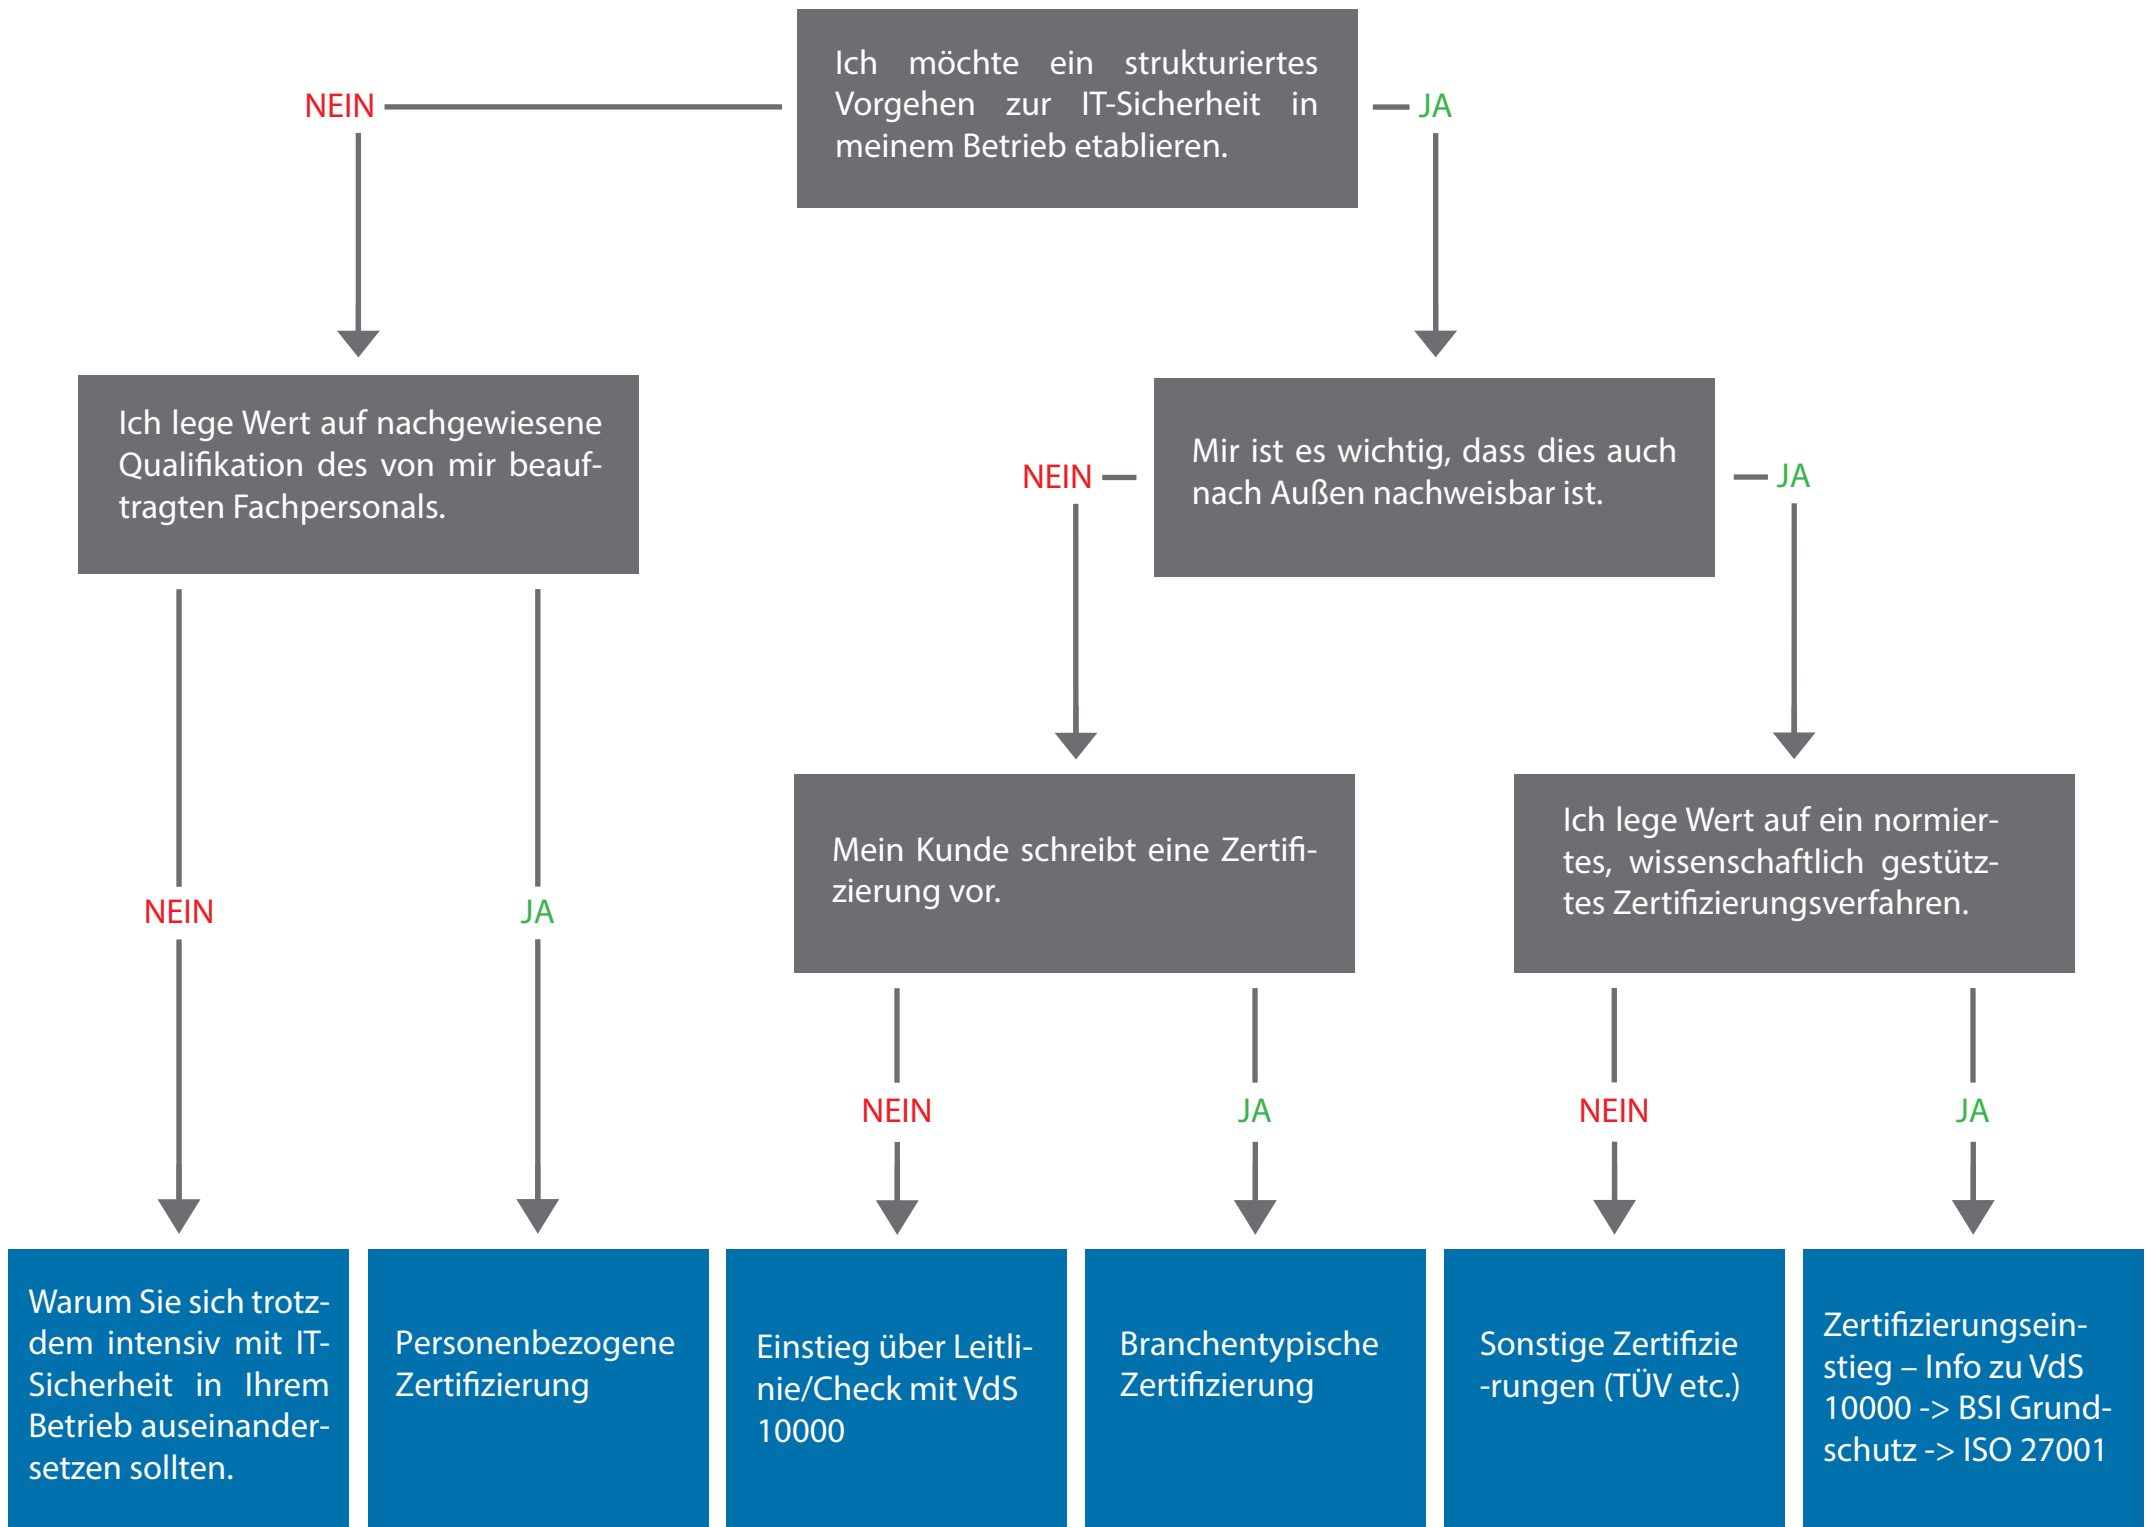 Ich möchte ein strukturiertes
Vorgehen zur IT-Sicherheit in
meinem Betrieb etablieren.
NEIN
JA
Ich lege Wert auf nachgewiesene
Qualifikation des von mir beauf-
tragten Fachpersonals.
Mir ist es wichtig, dass dies auch
nach Außen nachweisbar ist.
NEIN
JA
Mein Kunde schreibt eine Zertifi-
zierung vor.
Ich lege Wert auf ein normier-
tes, wissenschaftlich gestütz-
tes Zertifizierungsverfahren.
NEIN
JA
NEIN
JA
NEIN
JA
Warum Sie sich trotz-
dem intensiv mit IT-
Sicherheit in Ihrem
Betrieb auseinander-
setzen sollten.
Personenbezogene
Zertifizierung
Einstieg über Leitli-
nie/Check mit VdS
10000
Branchentypische
Zertifizierung
Sonstige Zertifizie
-rungen (TÜV etc.)
Zertifizierungsein-
stieg – Info zu VdS
10000 -> BSI Grund-
schutz -> ISO 27001